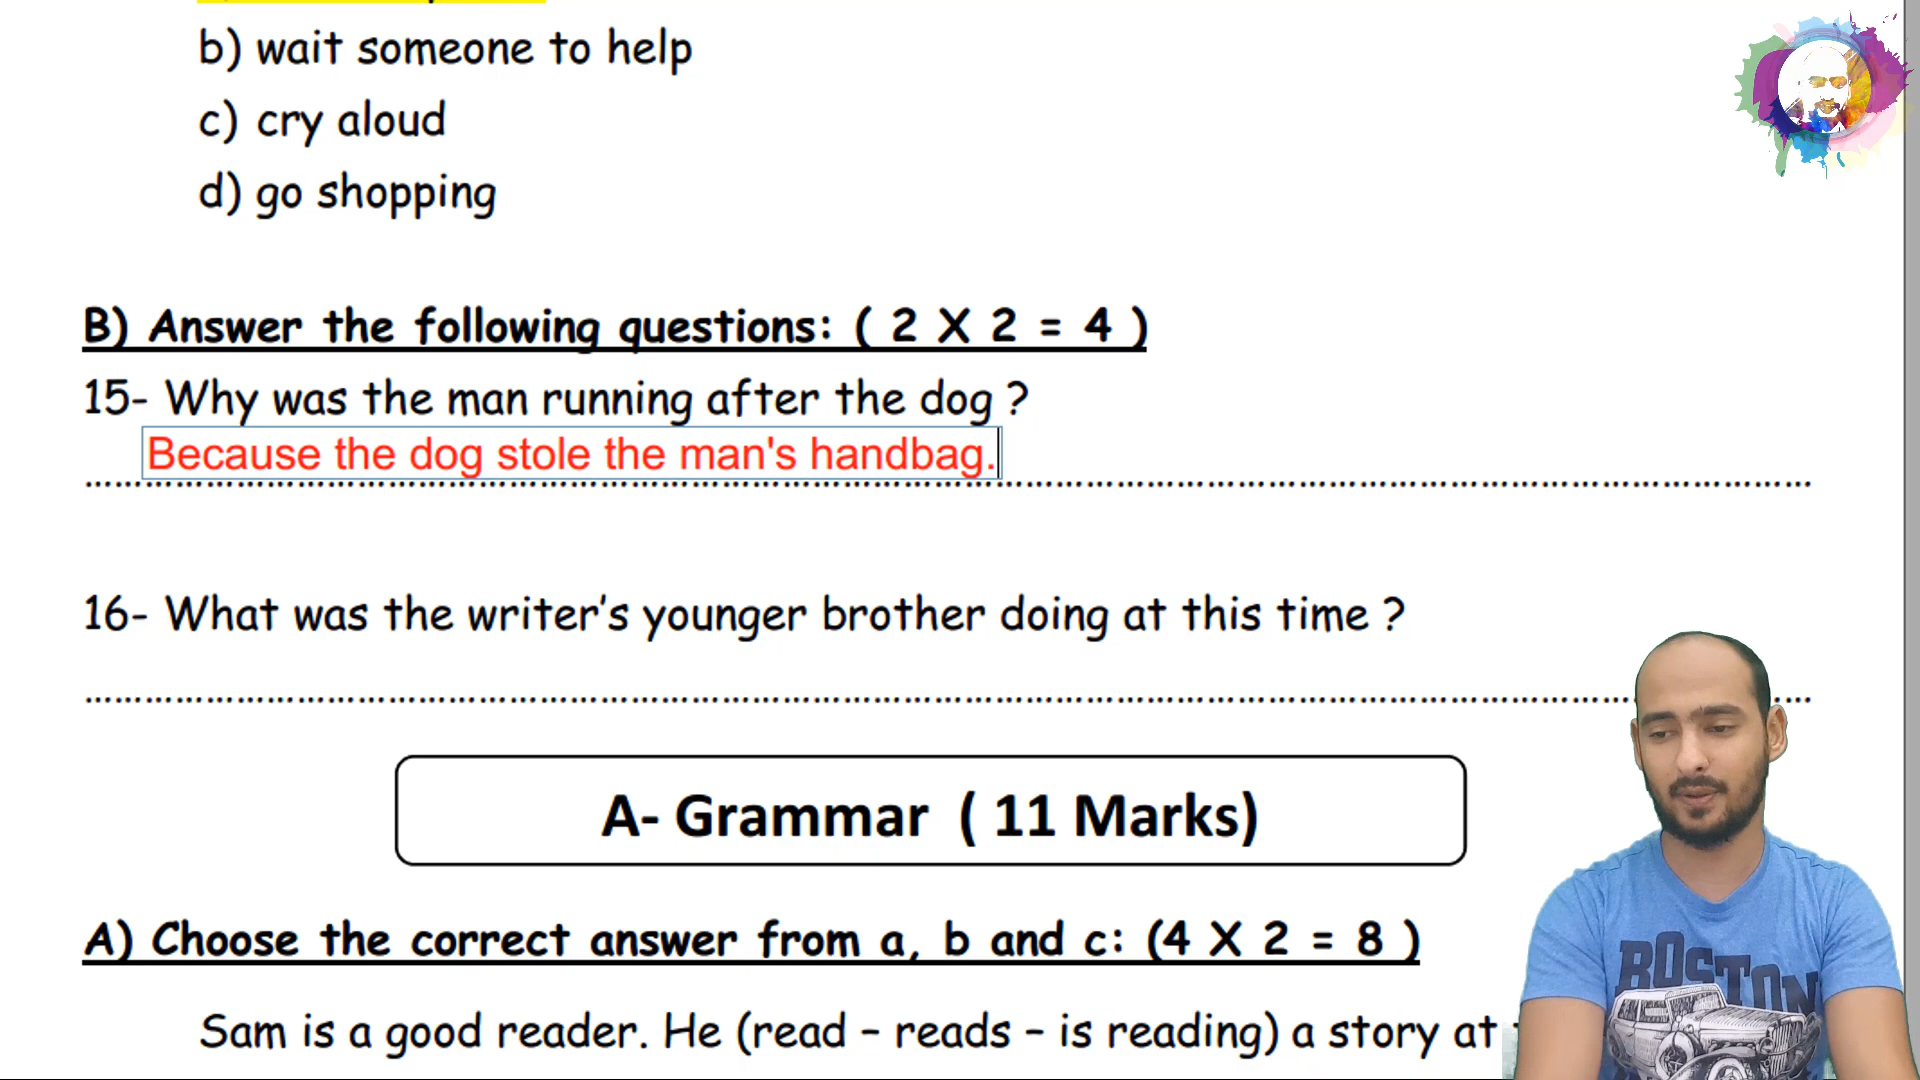 b) wait someone to help
c) cry aloud
d) go shopping
B) Answer the following questions: ( 2 X 2 = 4 )
15- Why was the man running after the dog ?
Because the dog stole the man's handbag.
16- What was the writer’s younger brother doing at this time ?
A- Grammar ( 11 Marks)
A) Choose the correct answer from a, b and c: (4 X 2 = 8 )
Sam is a good reader. He (read – reads – is reading) a story at
BOSTON